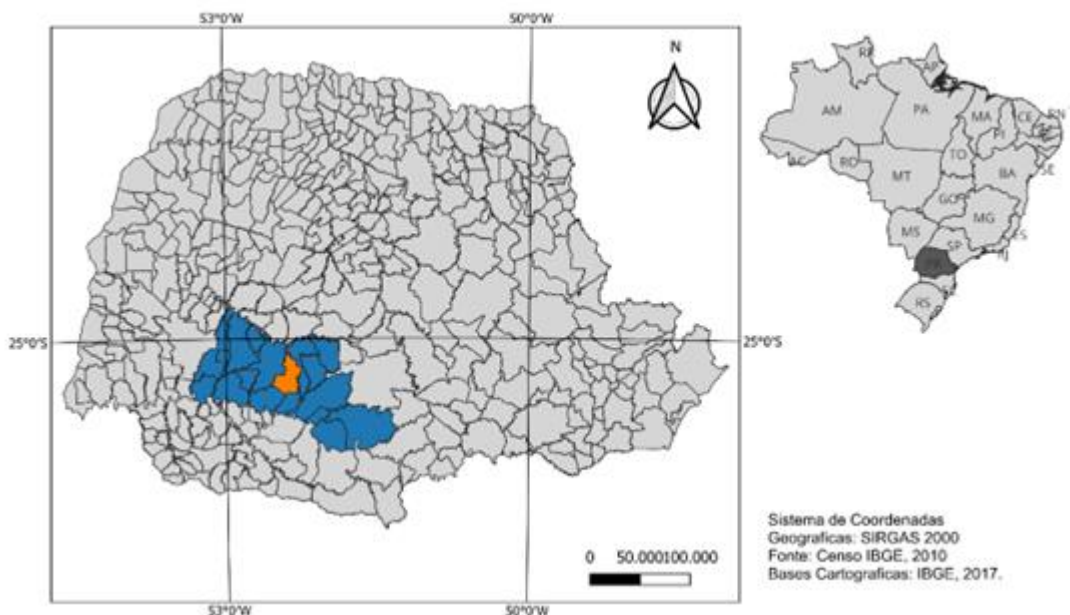 53°0'W 50°0'W
N
25°0'S 25°0'S
0 50.000100.000
53°0'W 50°0'W
RR AP
AM PA MA CE RN
PI
AC RO TO SE
MT BA
GO
MG
MS ES
SP RJ
RS
Sistema de Coordenadas
Geograficas: SIRGAS 2000
Fonte: Censo IBGE, 2010
Bases Cartograficas: IBGE, 2017.